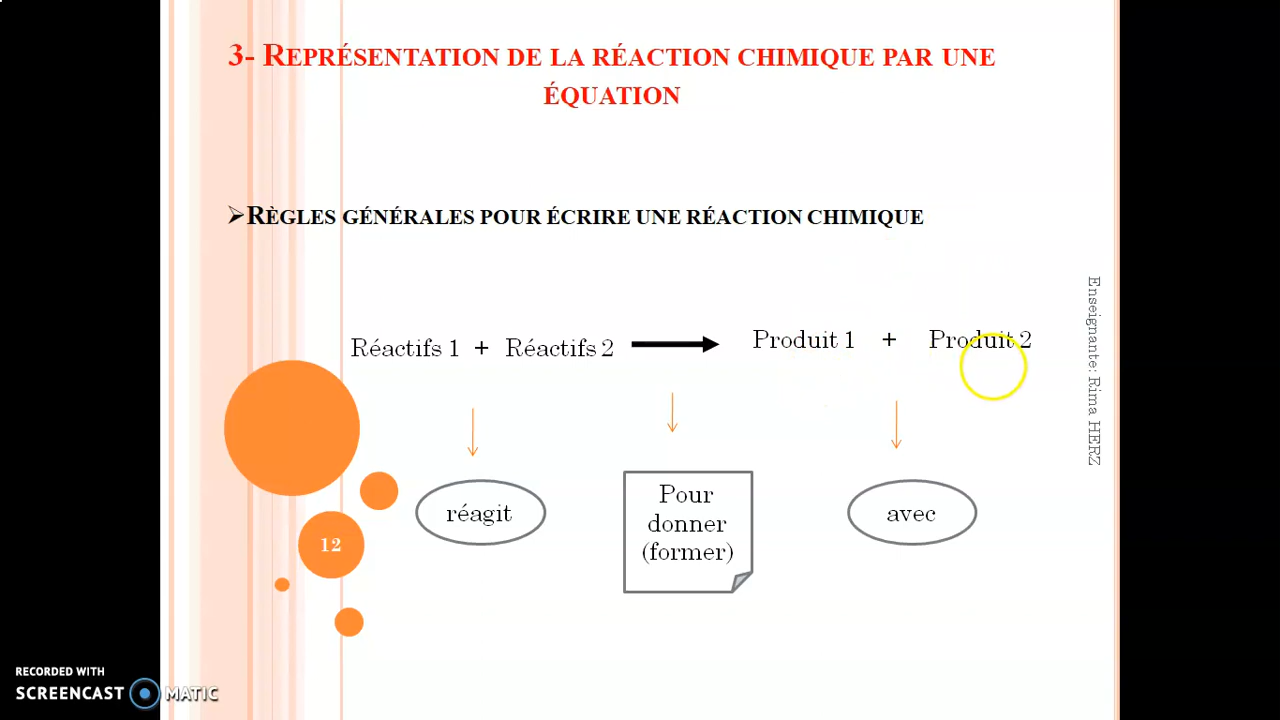 3- REPRÉSENTATION DE LA RÉACTION CHIMIQUE PAR UNE
ÉQUATION
➢RÈGLES GÉNÉRALES POUR ÉCRIRE UNE RÉACTION CHIMIQUE
Réactifs 1 + Réactifs 2 → Produit 1 + Produit 2
réagit
Pour
donner
(former)
avec
12
Enseignante: Rima HERZ
RECORDED WITH
SCREENCAST MATIC